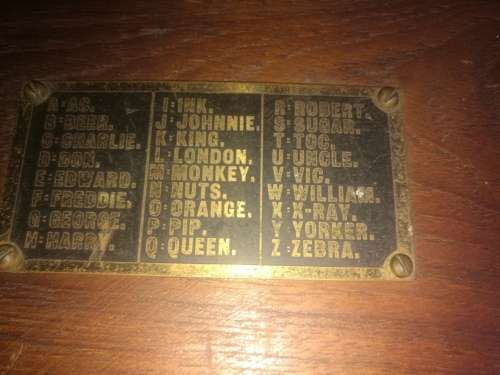 A: AC.
B: BEER.
C: CHARLIE.
D: DON.
E: EDWARD.
F: FREDDIE.
G: GEORGE.
H: HARRY.
I: INK.
J: JOHNNIE.
K: KING.
L: LONDON.
M: MONKEY.
N: NUTS.
O: ORANGE.
P: PIP.
Q: QUEEN.
R: ROBERT.
S: SUGAR.
T: TOC.
U: UNCLE.
V: VIC.
W: WILLIAM.
X: X-RAY.
Y: YORKER.
Z: ZEBRA.